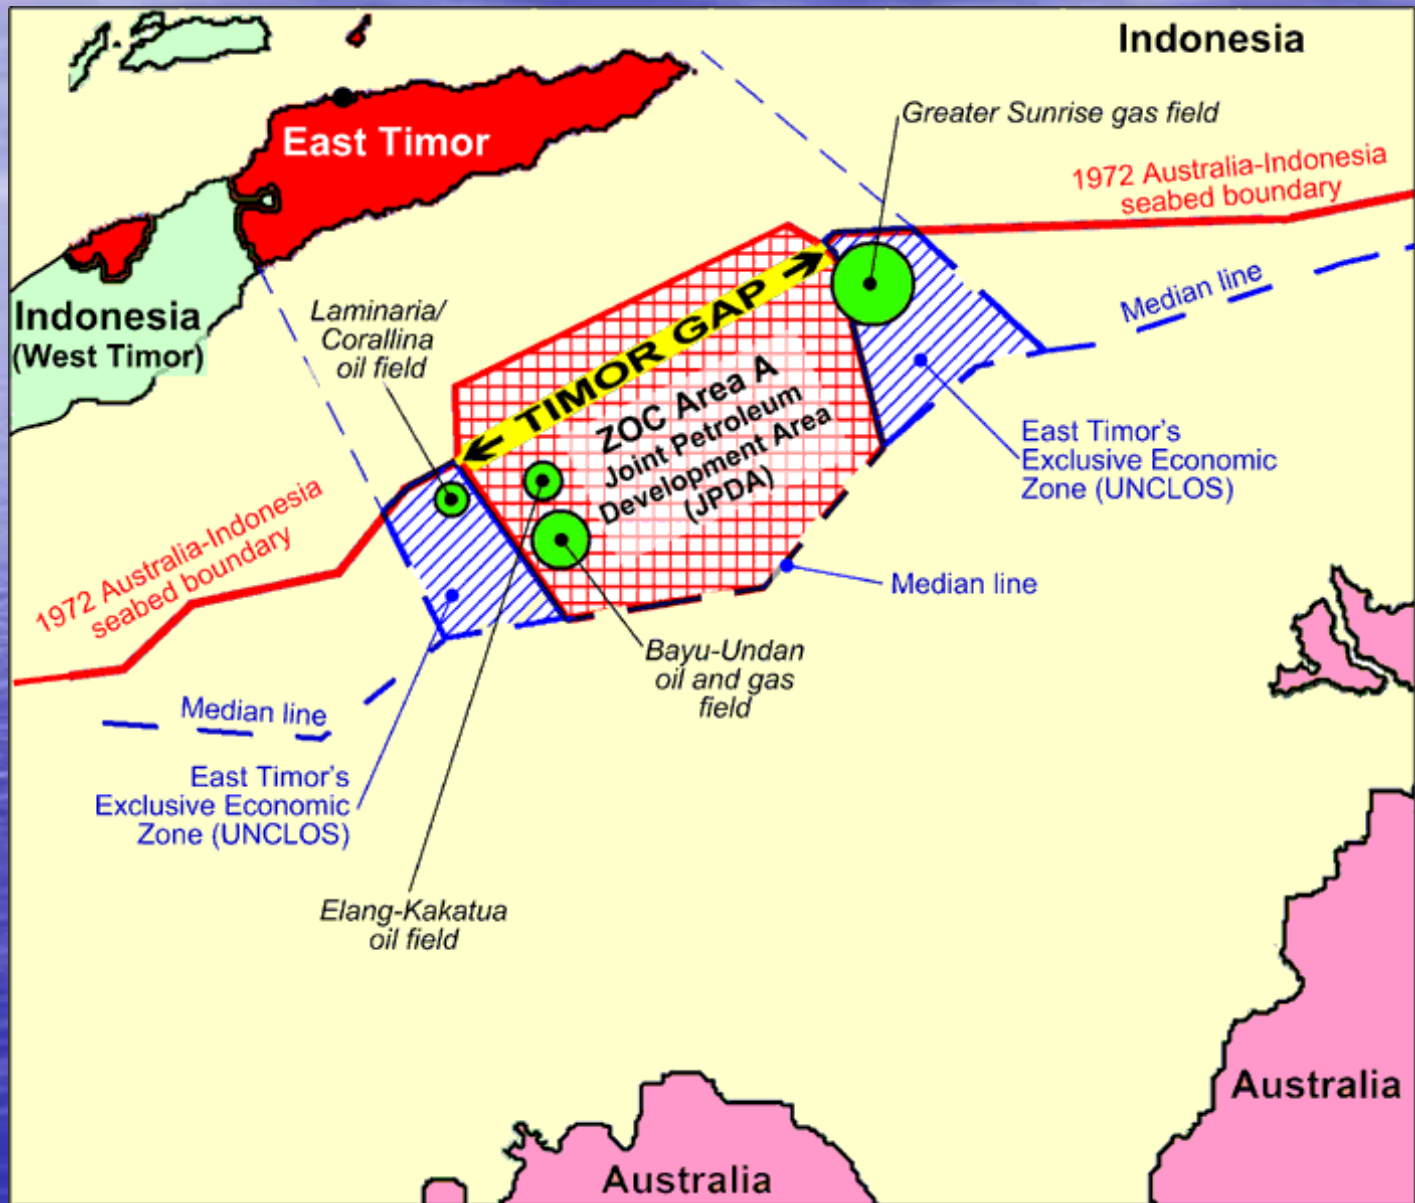 Indonesia
Greater Sunrise gas field
East Timor
1972 Australia-Indonesia
seabed boundary
Median line
Indonesia
(West Timor)
Laminaria/
Corallina
oil field
TIMOR GAP
ZOC Area A
Joint Petroleum
Development Area
(JPDA)
East Timor's
Exclusive Economic
Zone (UNCLOS)
1972 Australia-Indonesia
seabed boundary
Median line
Bayu-Undan
oil and gas
field
Median line
East Timor's
Exclusive Economic
Zone (UNCLOS)
Elang-Kakatua
oil field
Australia
Australia